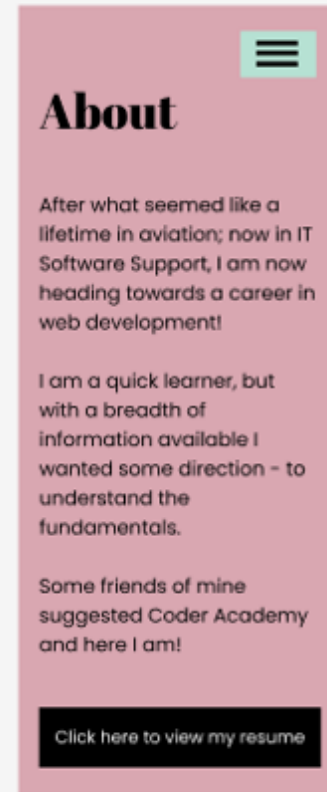 About
After what seemed like a
lifetime in aviation; now in IT
Software Support, I am now
heading towards a career in
web development!
I am a quick learner, but
with a breadth of
information available I
wanted some direction - to
understand the
fundamentals.
Some friends of mine
suggested Coder Academy
and here I am!
Click here to view my resume